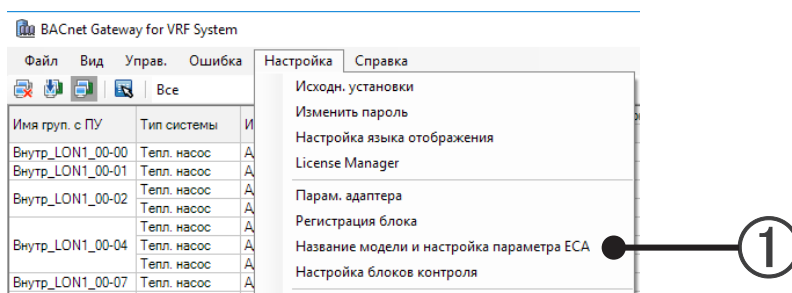 BACnet Gateway for VRF System
Файл Вид Управ. Ошибка Настройка Справка
Все
Исходн. установки
Изменить пароль
Настройка языка отображения
License Manager
Парам. адаптера
Регистрация блока
Название модели и настройка параметра ECA
Настройка блоков контроля
1
Имя груп. с ПУ Тип системы
Внутр_LON1_00-00 Тепл. насос
Внутр_LON1_00-01 Тепл. насос
Внутр_LON1_00-02 Тепл. насос
Тепл. насос
Внутр_LON1_00-04 Тепл. насос
Тепл. насос
Тепл. насос
Внутр_LON1_00-07 Тепл. насос